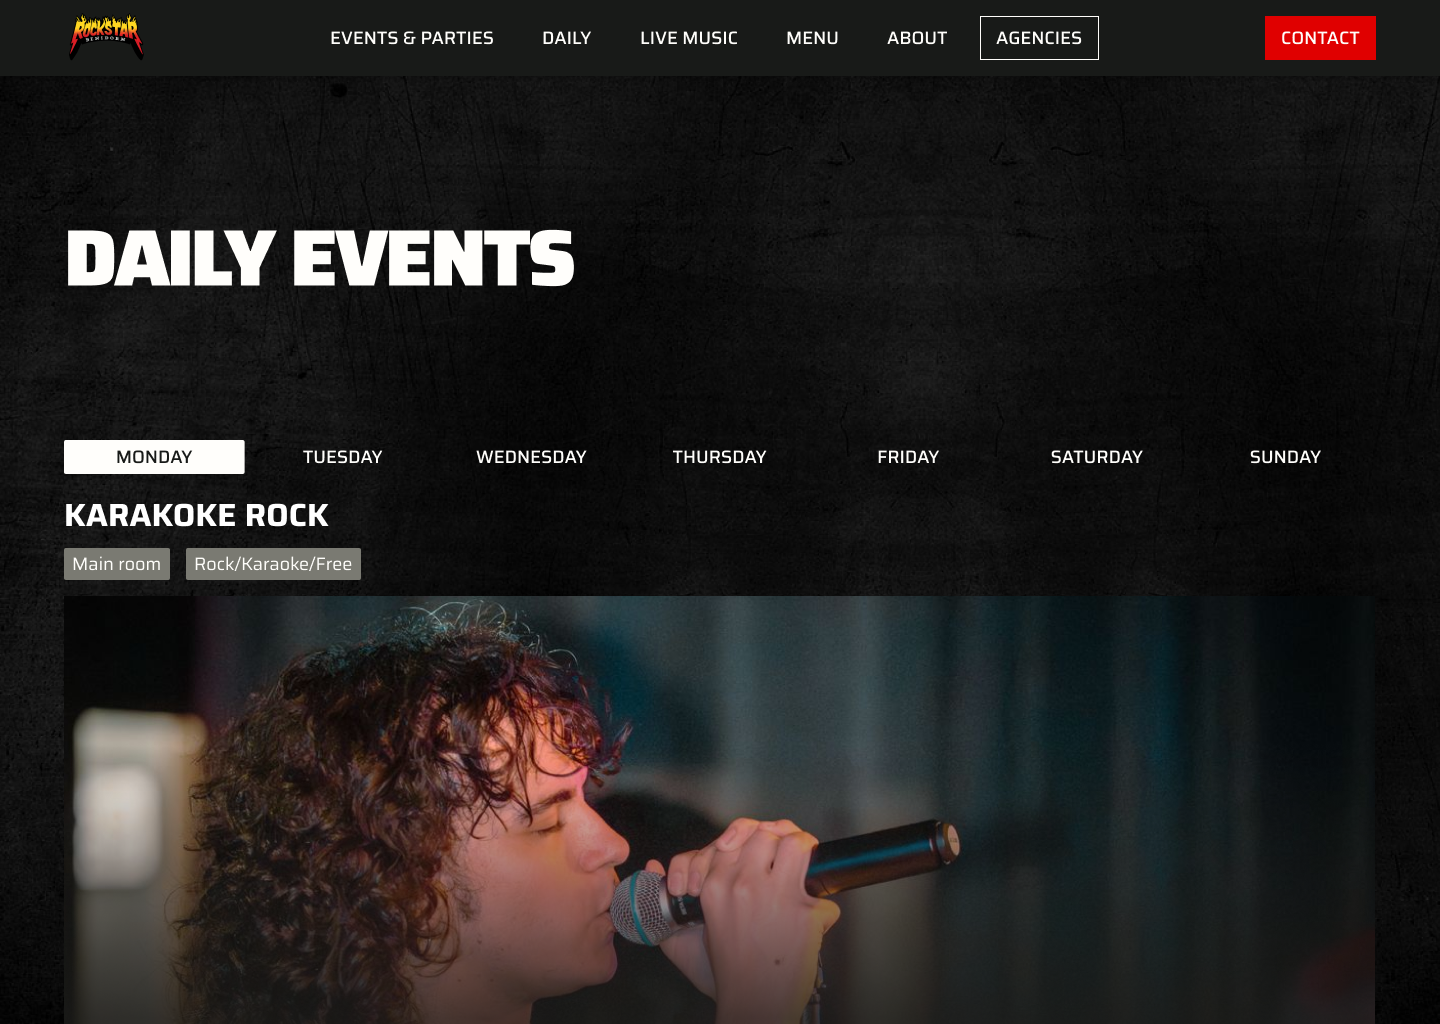 ROCKSTAR
BENIDORM
EVENTS & PARTIES
DAILY
LIVE MUSIC
MENU
ABOUT
AGENCIES
CONTACT
DAILY EVENTS
MONDAY
TUESDAY
WEDNESDAY
THURSDAY
FRIDAY
SATURDAY
SUNDAY
KARAKOKE ROCK
Main room
Rock/Karaoke/Free